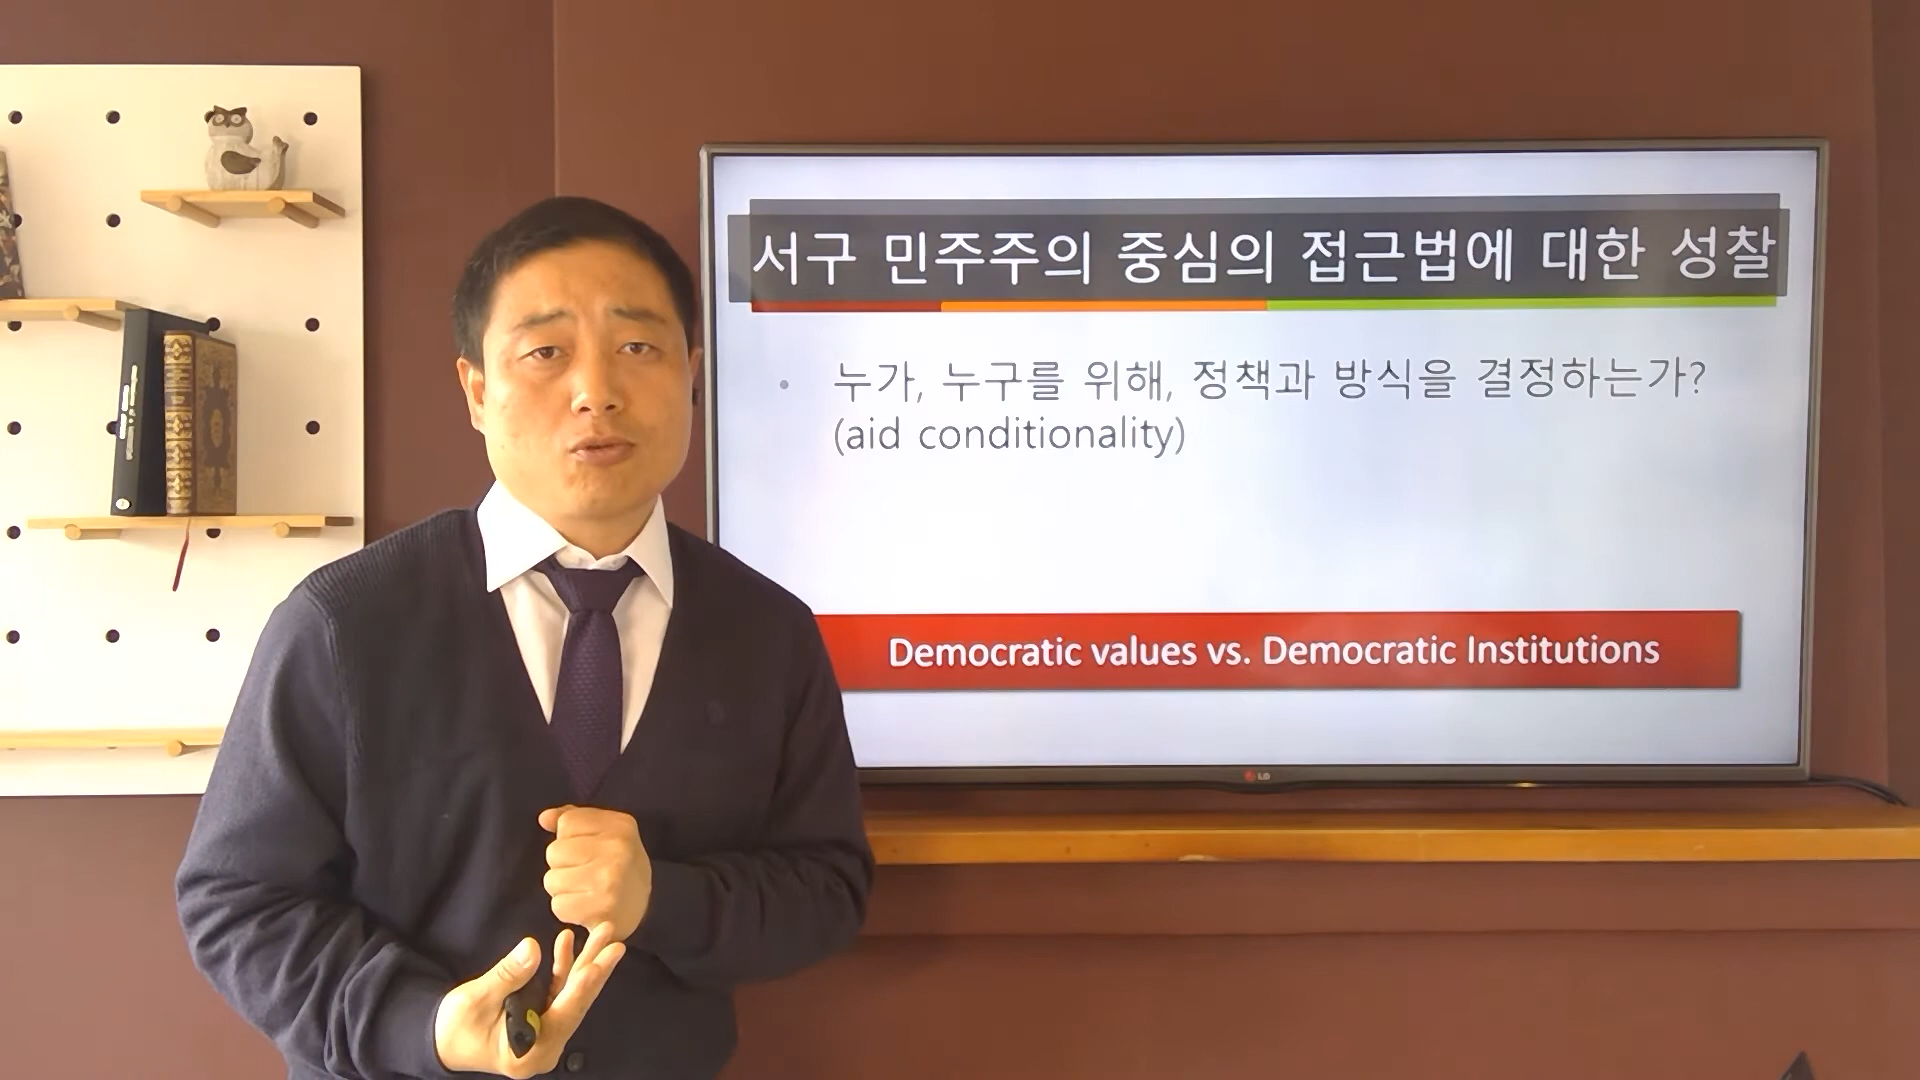 서구 민주주의 중심의 접근법에 대한 성찰
• 누가, 누구를 위해, 정책과 방식을 결정하는가?
(aid conditionality)
Democratic values vs. Democratic Institutions
LG